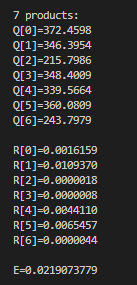 7 products:
Q[0]=372.4598
Q[1]=346.3954
Q[2]=215.7986
Q[3]=348.4009
Q[4]=339.5664
Q[5]=360.0809
Q[6]=243.7979

R[0]=0.0016159
R[1]=0.0109370
R[2]=0.0000018
R[3]=0.0000008
R[4]=0.0044110
R[5]=0.0065457
R[6]=0.0000044

E=0.0219073779